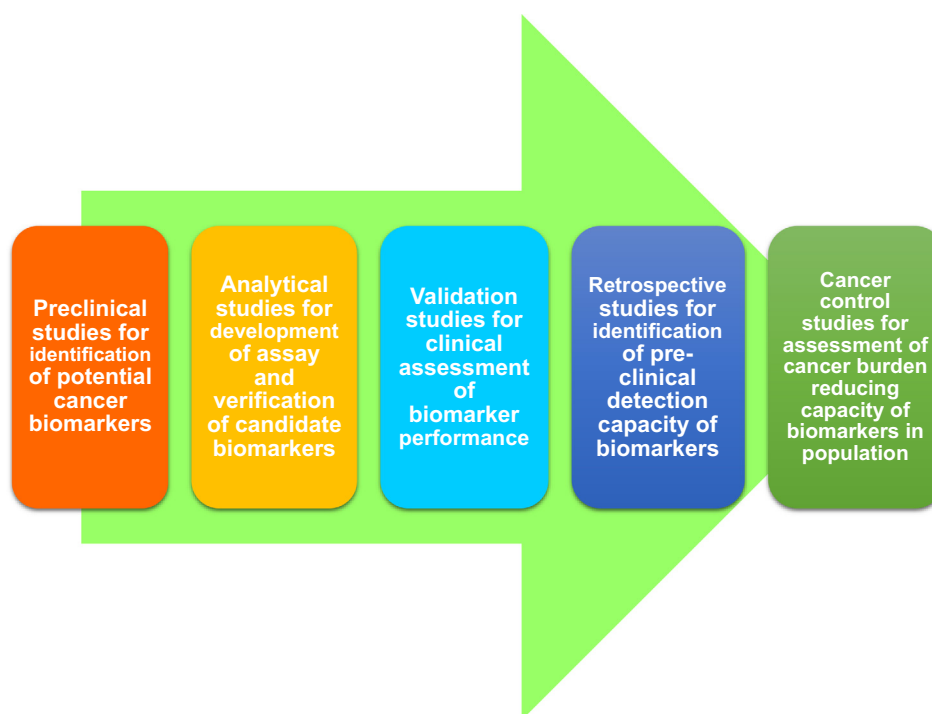 Preclinical
studies for
identification
of potential
cancer
biomarkers
Analytical
studies for
development
of assay
and
verification
of candidate
biomarkers
Validation
studies for
clinical
assessment
of
biomarker
performance
Retrospective
studies for
identification
of pre-
clinical
detection
capacity of
biomarkers
Cancer
control
studies for
assessment of
cancer burden
reducing
capacity of
biomarkers in
population